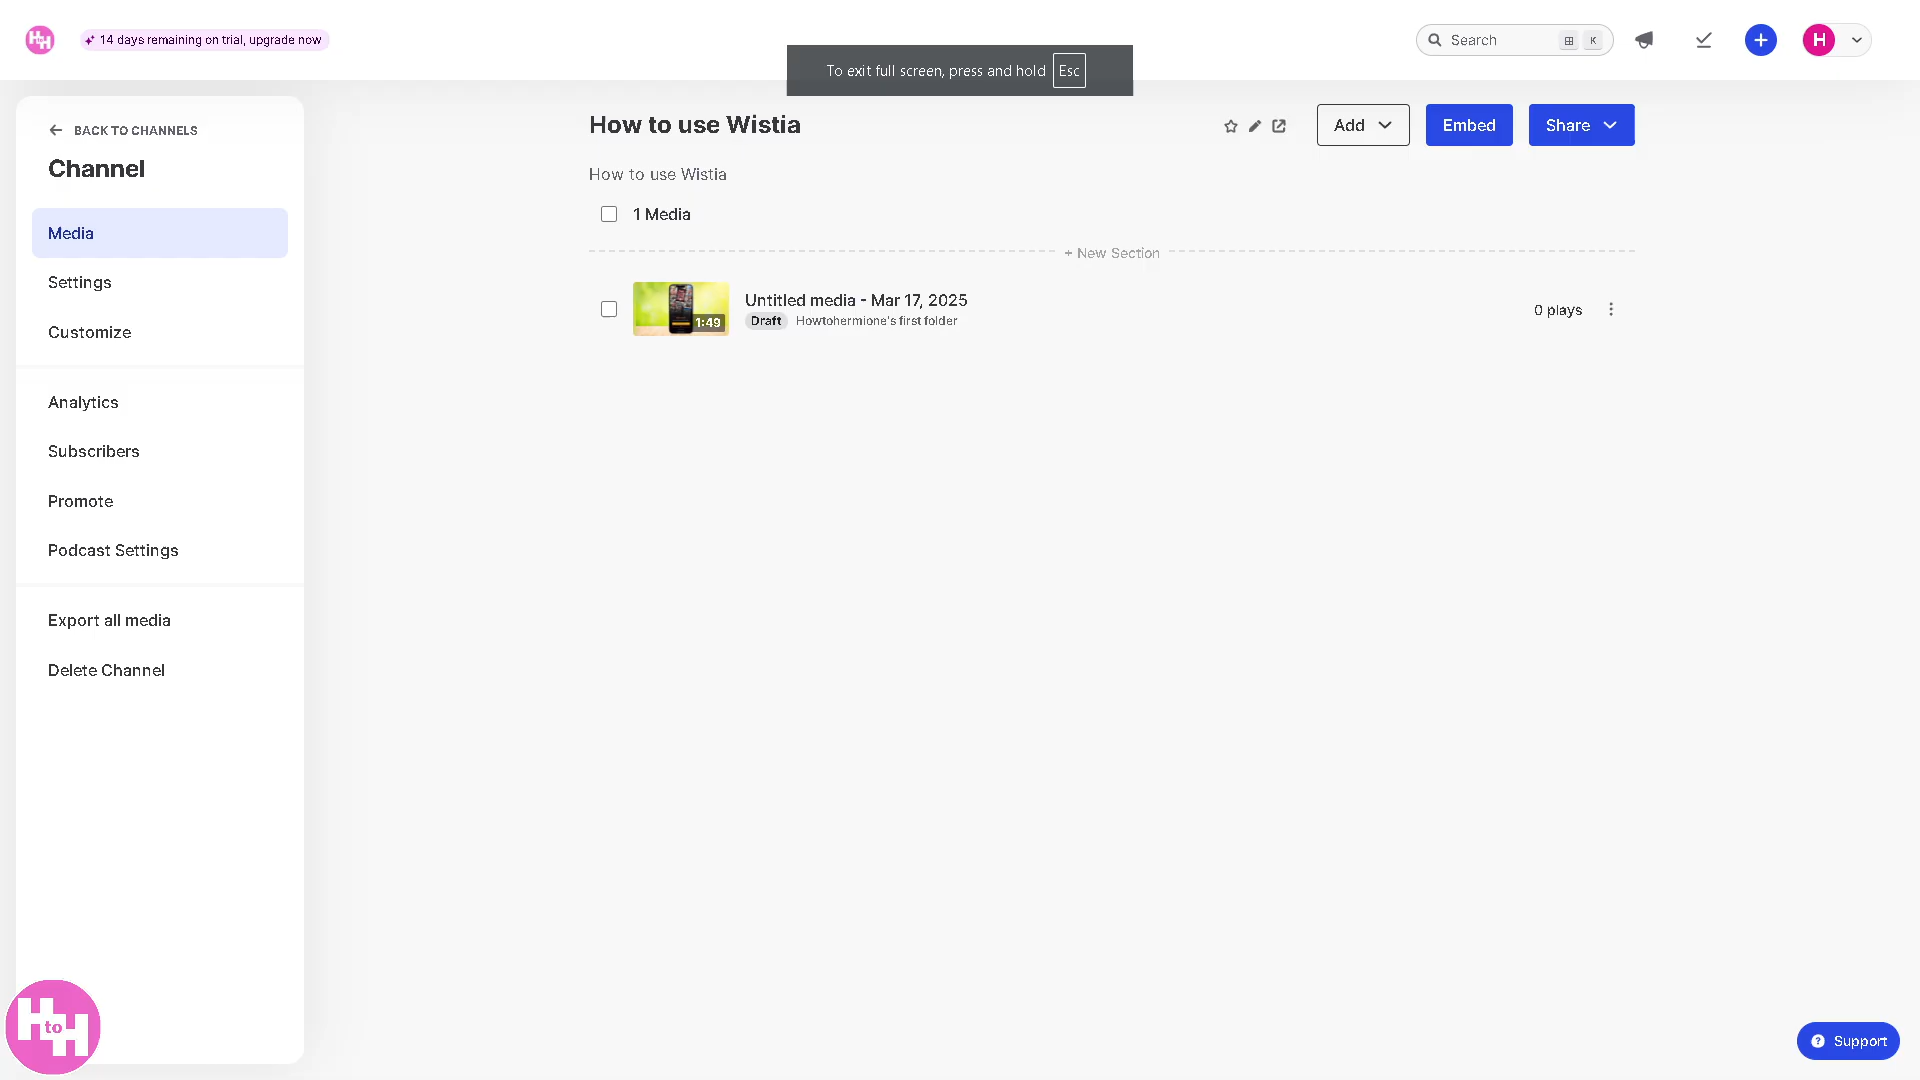 HtH
14 days remaining on trial, upgrade now
Search
K
H
To exit full screen, press and hold Esc
BACK TO CHANNELS
Channel
Media
Settings
Customize
Analytics
Subscribers
Promote
Podcast Settings
Export all media
Delete Channel
How to use Wistia
Add
Embed
Share
How to use Wistia
1 Media
+ New Section
1:49
Untitled media - Mar 17, 2025
Draft Howtohermione's first folder
0 plays
H to H
? Support